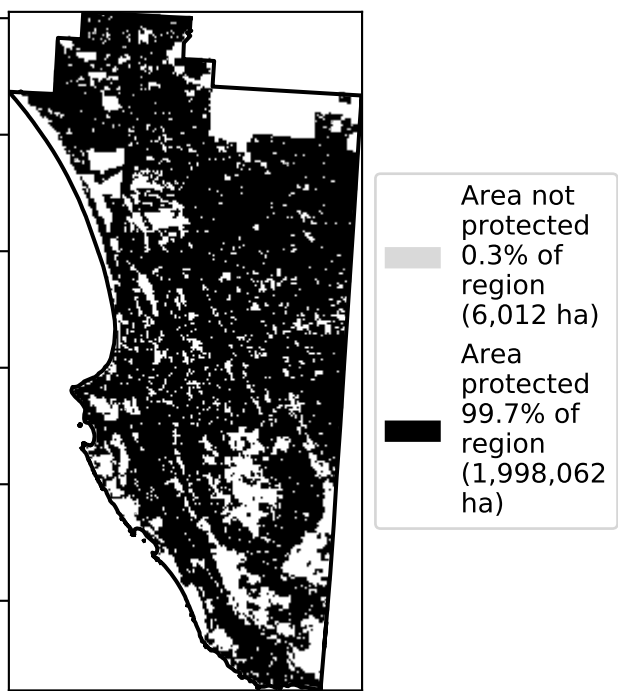 Area not
protected
0.3% of
region
(6,012 ha)
Area
protected
99.7% of
region
(1,998,062
ha)